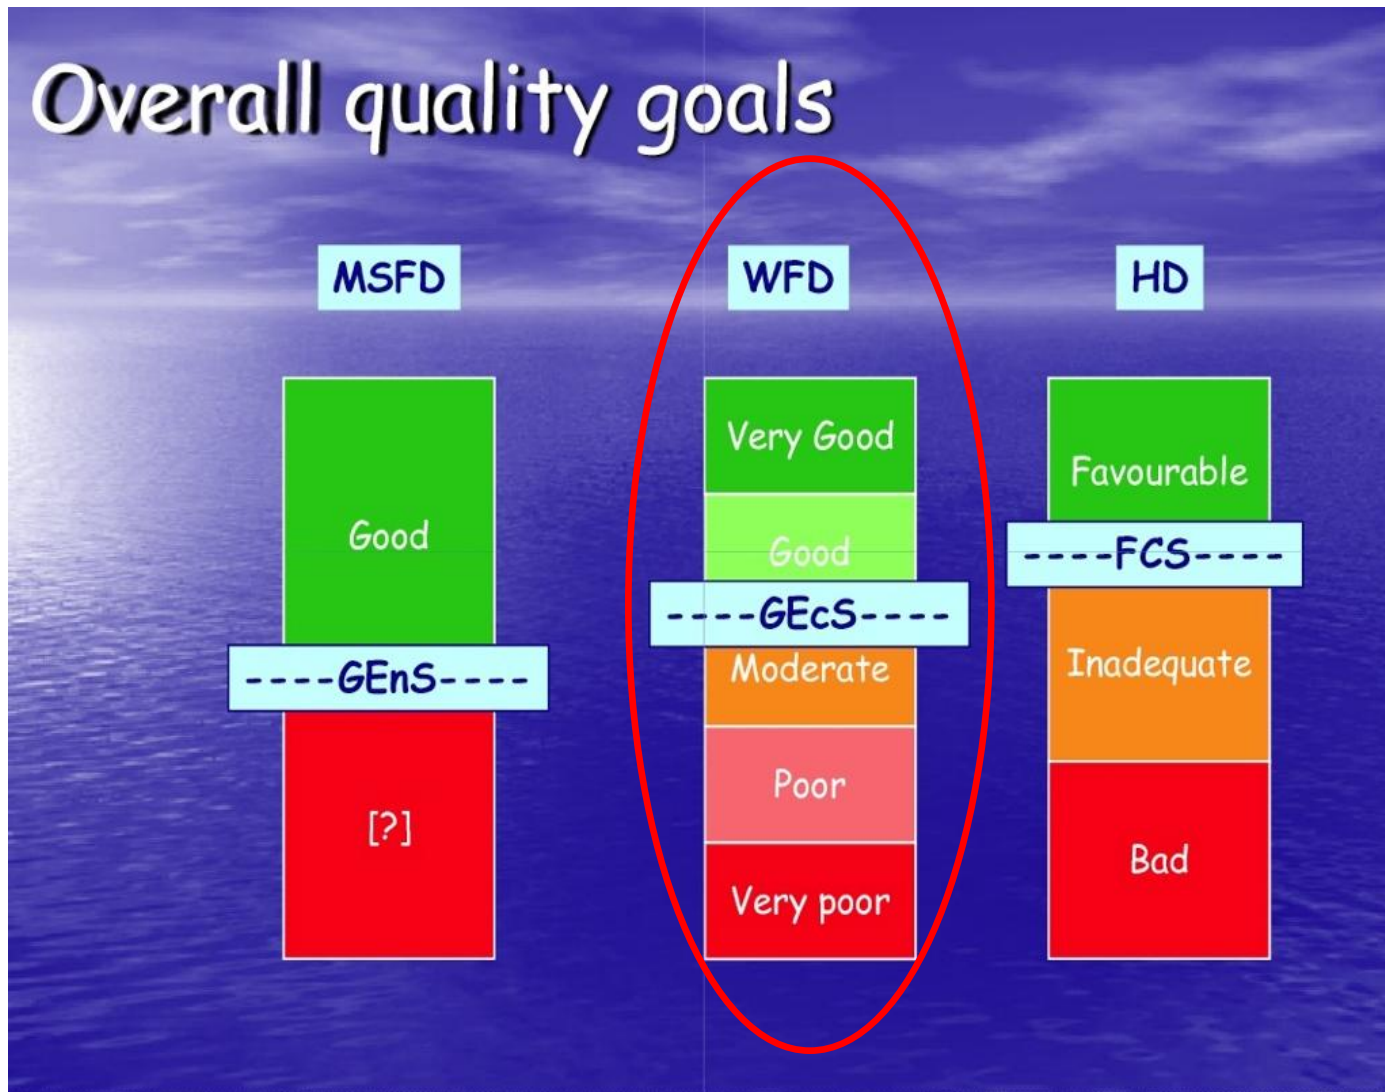 Overall quality goals
MSFD
Good
----GEnS----
[?]
WFD
Very Good
Good
----GEcS----
Moderate
Poor
Very poor
HD
Favourable
----FCS----
Inadequate
Bad